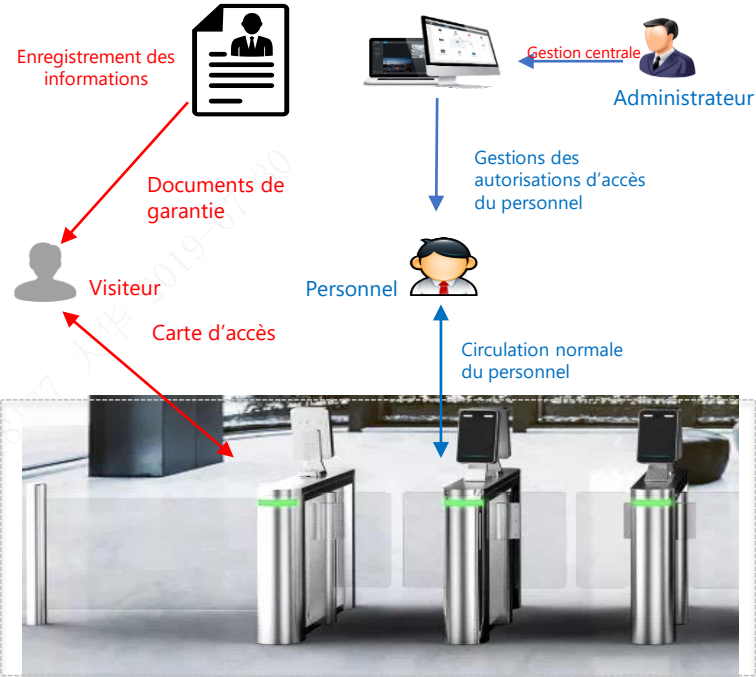 Enregistrement des
informations
Gestion centrale
Administrateur
Documents de
garantie
Gestions des
autorisations d’accès
du personnel
Visiteur
Personnel
Carte d’accès
Circulation normale
du personnel